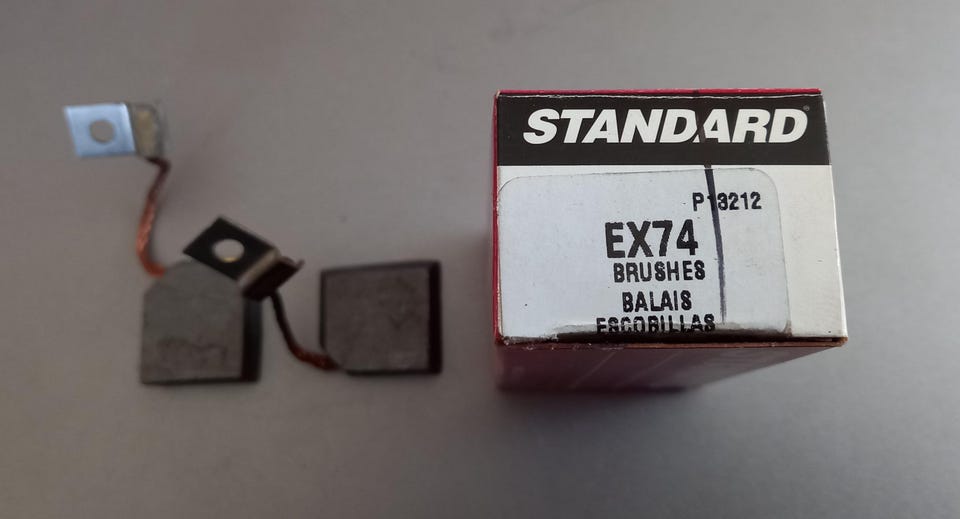 STANDARD®
P13212
EX74
BRUSHES
BALAIS
ESCOBILLAS